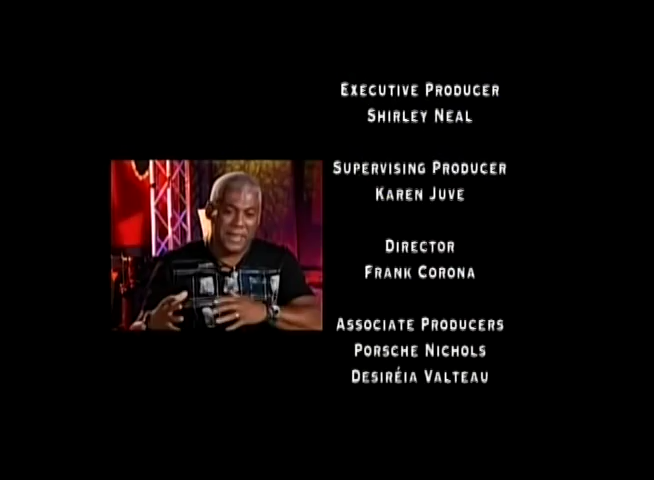 Executive Producer
Shirley Neal
Supervising Producer
Karen Juve
Director
Frank Corona
Associate Producers
Porsche Nichols
Desiréia Valteau